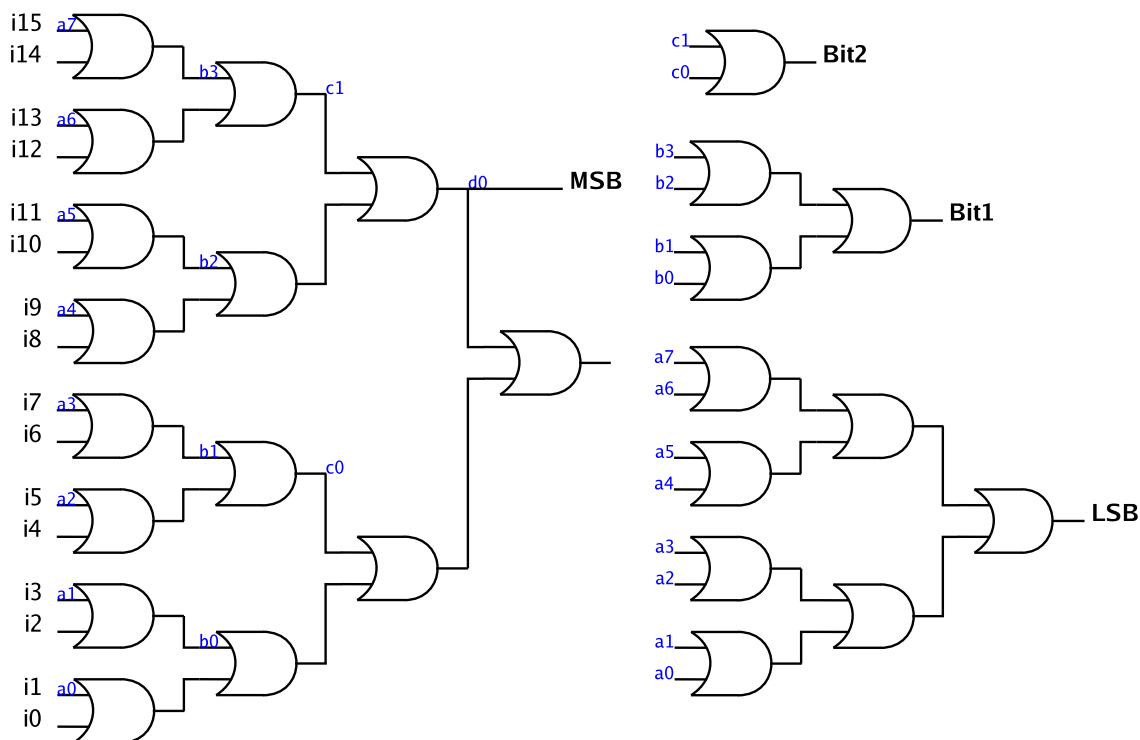 i15 a7
i14
i13 a6
i12
i11 a5
i10
i9 a4
i8
i7 a3
i6
i5 a2
i4
i3 a1
i2
i1 a0
i0
b3
b2
b1
b0
c1
c0
d0
MSB
c1
c0
Bit2
b3
b2
b1
b0
Bit1
a7
a6
a5
a4
a3
a2
a1
a0
LSB